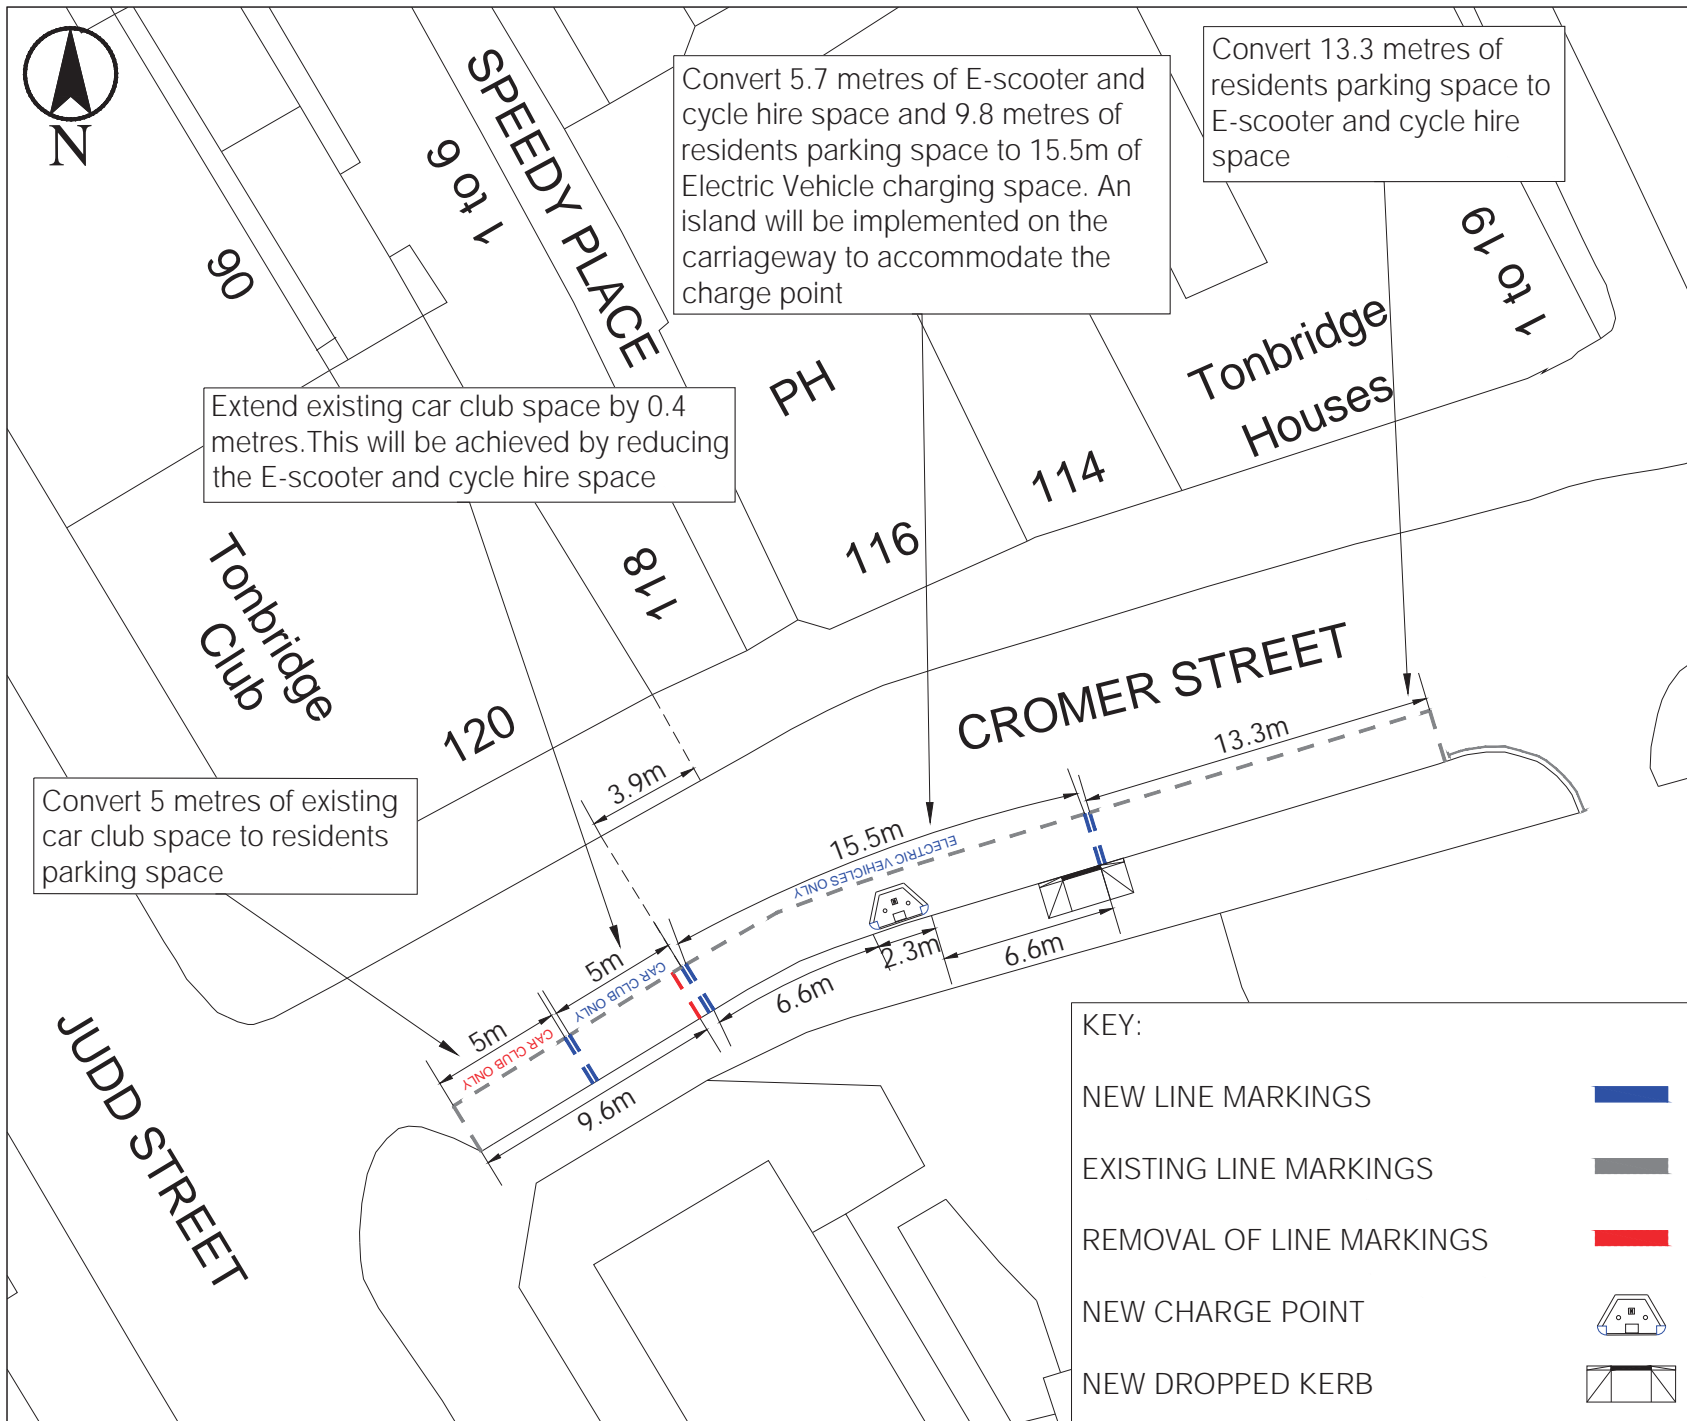 N
SPEEDY PLACE
1 to 6
90
Convert 5.7 metres of E-scooter and
cycle hire space and 9.8 metres of
residents parking space to 15.5m of
Electric Vehicle charging space. An
island will be implemented on the
carriageway to accommodate the
charge point
Convert 13.3 metres of
residents parking space to
E-scooter and cycle hire
space
1 to 19
Tonbridge
Houses
PH
114
116
118
Extend existing car club space by 0.4
metres.This will be achieved by reducing
the E-scooter and cycle hire space
Tonbridge
Club
120
CROMER STREET
Convert 5 metres of existing
car club space to residents
parking space
3.9m
13.3m
15.5m
ELECTRIC VEHICLES ONLY
5m
CAR CLUB ONLY
5m
CAR CLUB ONLY
2.3m
6.6m
6.6m
9.6m
JUDD STREET
KEY:
NEW LINE MARKINGS
EXISTING LINE MARKINGS
REMOVAL OF LINE MARKINGS
NEW CHARGE POINT
NEW DROPPED KERB